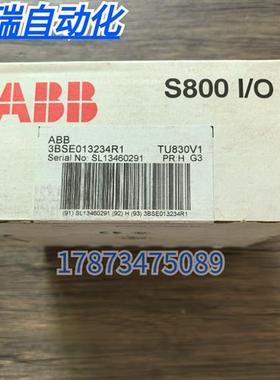 瑞自动化
ABB
S800 I/O
ABB
3BSE013234R1 TU830V1
Serial No: SL13460291 PR:H G3
(91) SL13460291 (92) H (93) 3BSE013234R1
17873475089